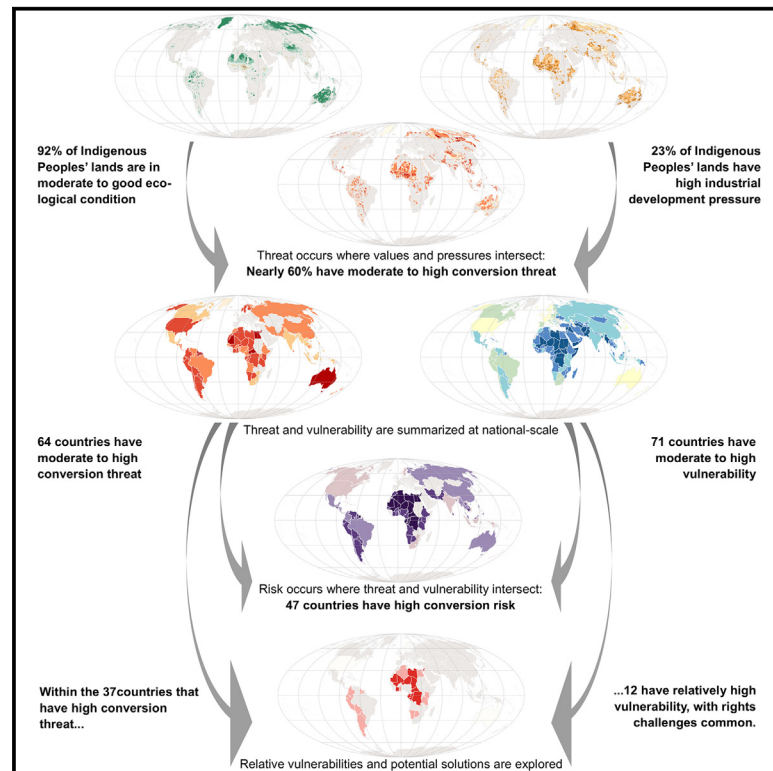 92% of Indigenous
Peoples' lands are in
moderate to good eco-
logical condition
23% of Indigenous
Peoples' lands have
high industrial
development pressure
Threat occurs where values and pressures intersect:
Nearly 60% have moderate to high conversion threat
64 countries have
moderate to high
conversion threat
Threat and vulnerability are summarized at national-scale
71 countries have
moderate to high
vulnerability
Risk occurs where threat and vulnerability intersect:
47 countries have high conversion risk
Within the 37countries that
have high conversion
threat...
...12 have relatively high
vulnerability, with rights
challenges common.
Relative vulnerabilities and potential solutions are explored